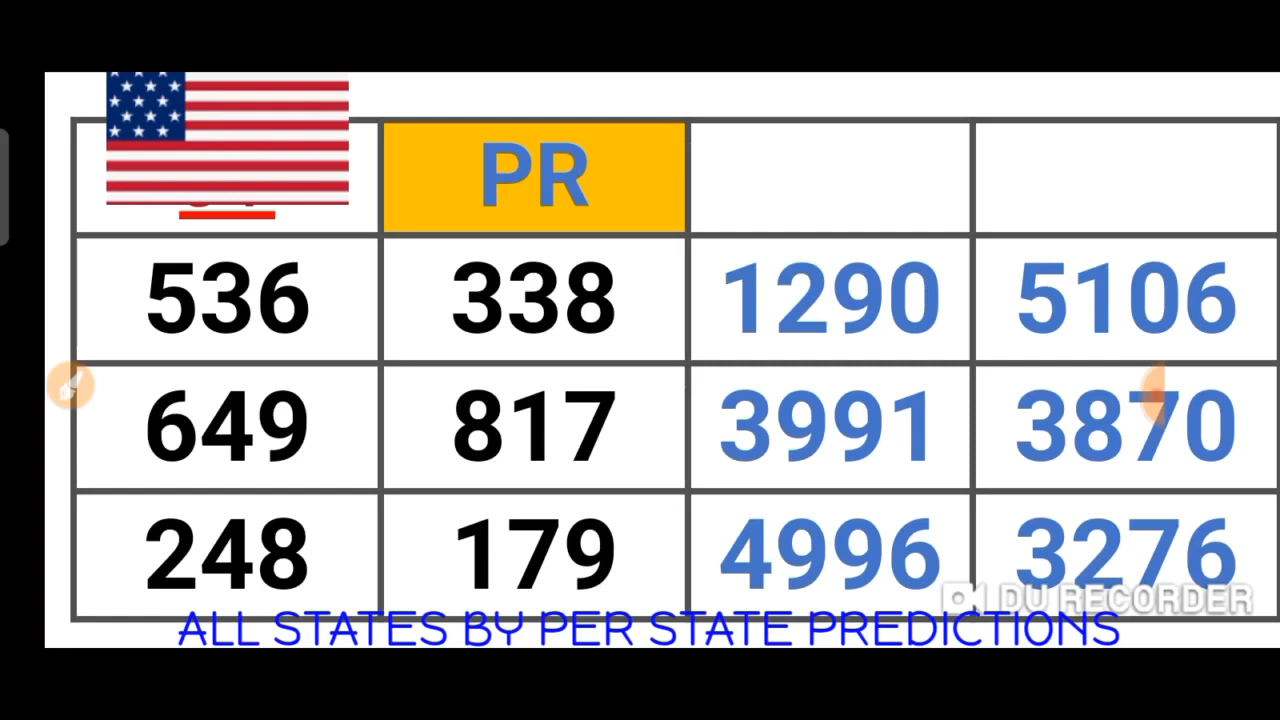 PR
536 338 1290 5106
649 817 3991 3870
248 179 4996 3276
DU RECORDER
ALL STATES BY PER STATE PREDICTIONS